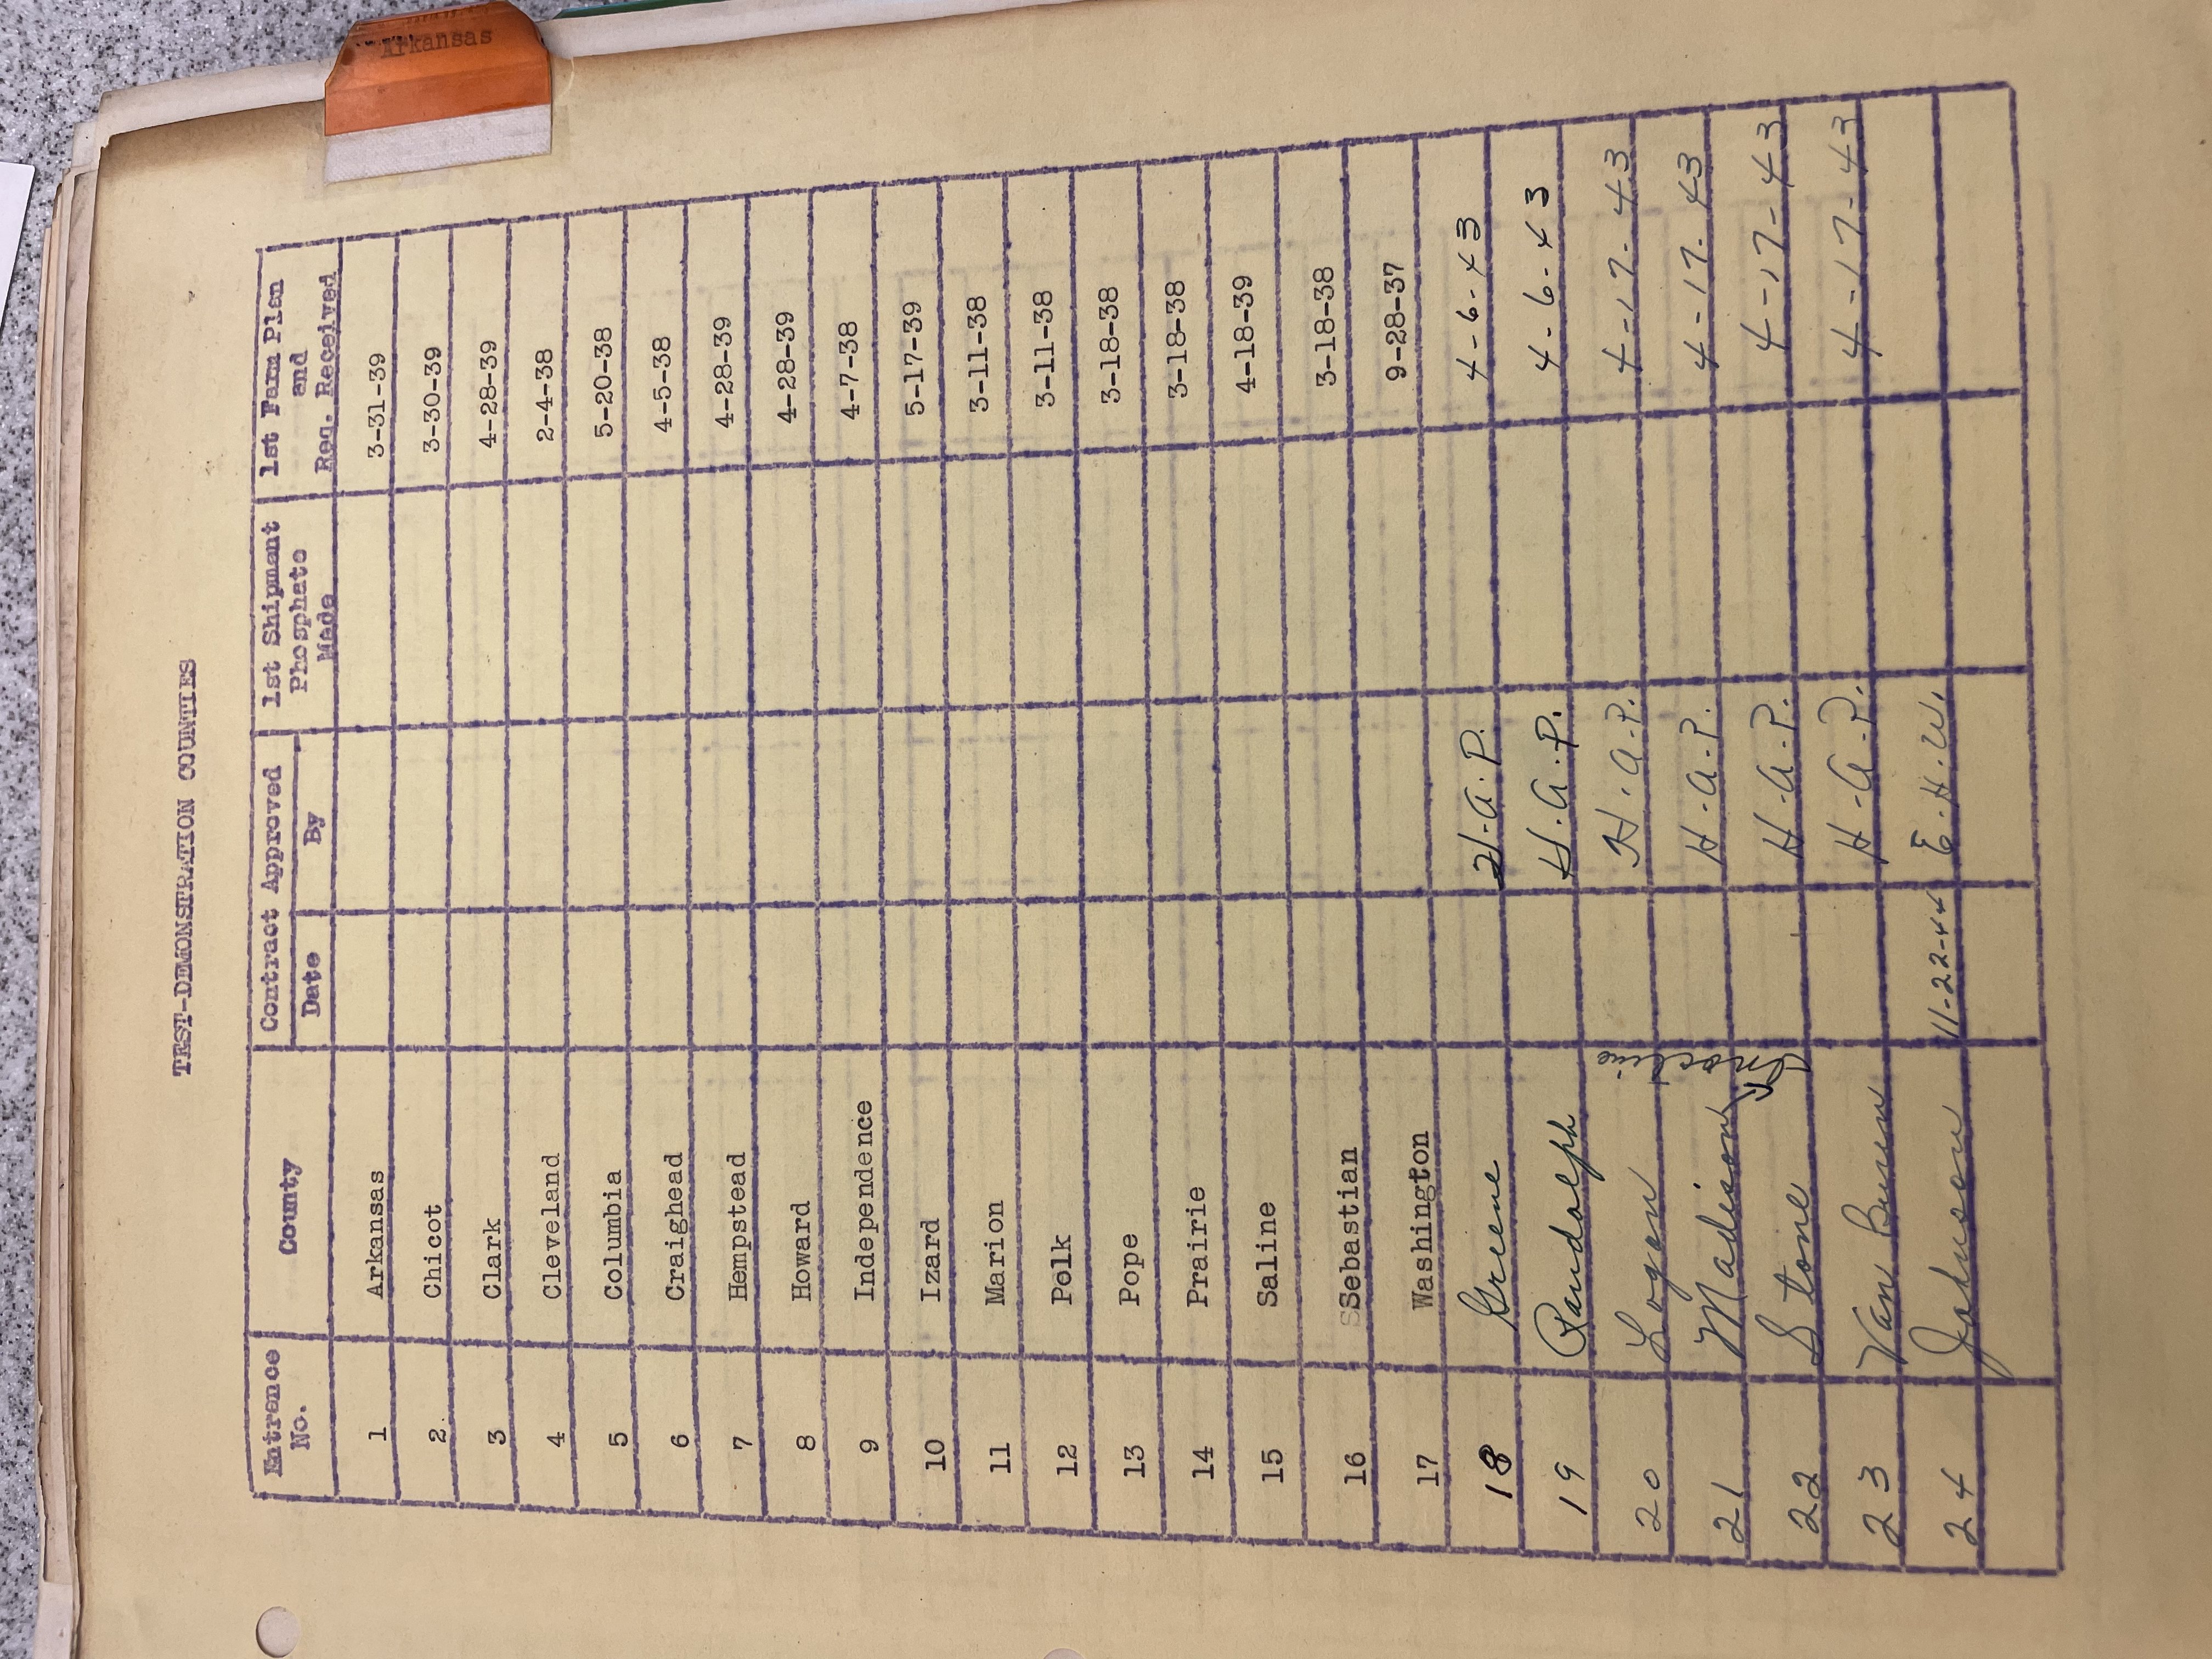 TEST-DEMONSTRATION COUNTIES
Entrence No. County Contract Approved Date By 1st Shipment Phosphate Made 1st Farm Plan and Req. Received
1 Arkansas 3-31-39
2. Chicot 3-30-39
3 Clark 4-28-39
4 Cleveland 2-4-38
5 Columbia 5-20-38
6 Craighead 4-5-38
7 Hempstead 4-28-39
8 Howard 4-28-39
9 Independence 4-7-38
10 Izard 5-17-39
11 Marion 3-11-38
12 Polk 3-11-38
13 Pope 3-18-38
14 Prairie 3-18-38
15 Saline 4-18-39
16 SSebastian 3-18-38
17 Washington 9-28-37
18 Greene H.A.P. 4-6-43
19 Randolph H.A.P. 4-6-43
20 Logan H.A.P. 4-17-43
21 Madison H.A.P. 4-17-43
22 Stone H.A.P. 4-17-43
23 Van Buren H.A.P. 4-17-43
24 Johnson 11-22-44 E.H.W.
Arkansas